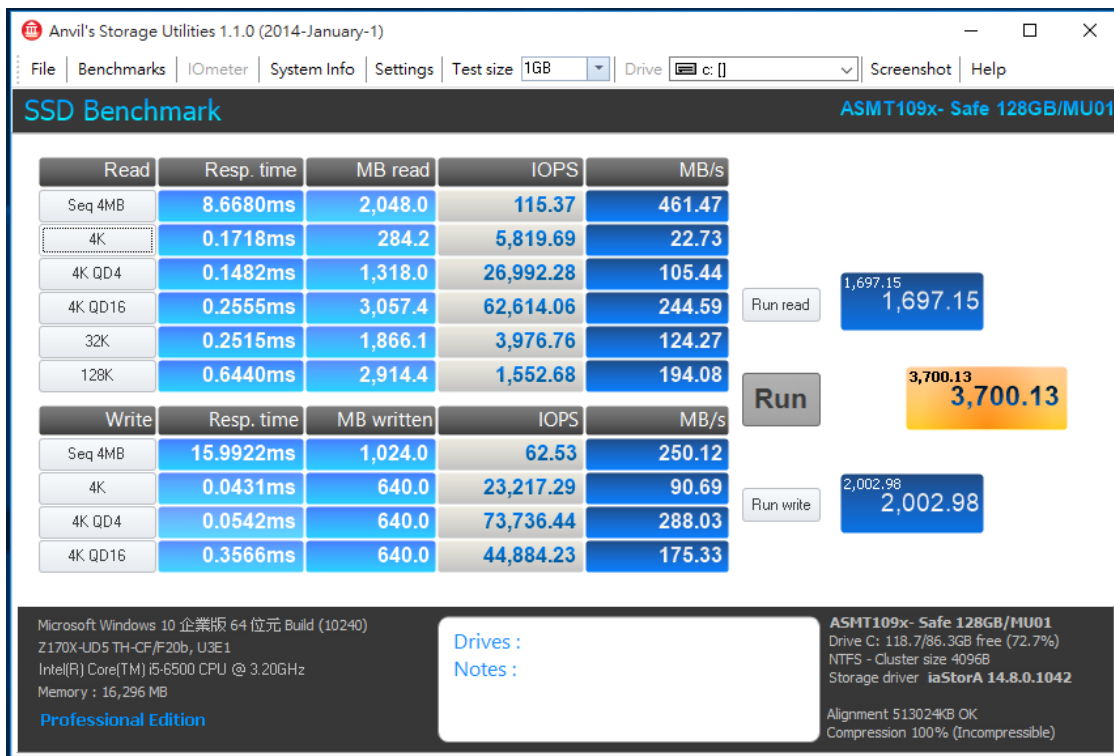 Anvil's Storage Utilities 1.1.0 (2014-January-1)
File Benchmarks IOmeter System Info Settings Test size 1GB Drive c: [] Screenshot Help
SSD Benchmark ASMT109x- Safe 128GB/MU01
Read Resp. time MB read IOPS MB/s
Seq 4MB 8.6680ms 2,048.0 115.37 461.47
4K 0.1718ms 284.2 5,819.69 22.73
4K QD4 0.1482ms 1,318.0 26,992.28 105.44
4K QD16 0.2555ms 3,057.4 62,614.06 244.59
32K 0.2515ms 1,866.1 3,976.76 124.27
128K 0.6440ms 2,914.4 1,552.68 194.08
Run read
1,697.15
1,697.15
Run
3,700.13
3,700.13
Write Resp. time MB written IOPS MB/s
Seq 4MB 15.9922ms 1,024.0 62.53 250.12
4K 0.0431ms 640.0 23,217.29 90.69
4K QD4 0.0542ms 640.0 73,736.44 288.03
4K QD16 0.3566ms 640.0 44,884.23 175.33
Run write
2,002.98
2,002.98
Microsoft Windows 10 企業版 64 位元 Build (10240)
Z170X-UD5 TH-CF/F20b, U3E1
Intel(R) Core(TM) i5-6500 CPU @ 3.20GHz
Memory : 16,296 MB
Professional Edition
Drives :
Notes :
ASMT109x- Safe 128GB/MU01
Drive C: 118.7/86.3GB free (72.7%)
NTFS - Cluster size 4096B
Storage driver iaStorA 14.8.0.1042
Alignment 513024KB OK
Compression 100% (Incompressible)